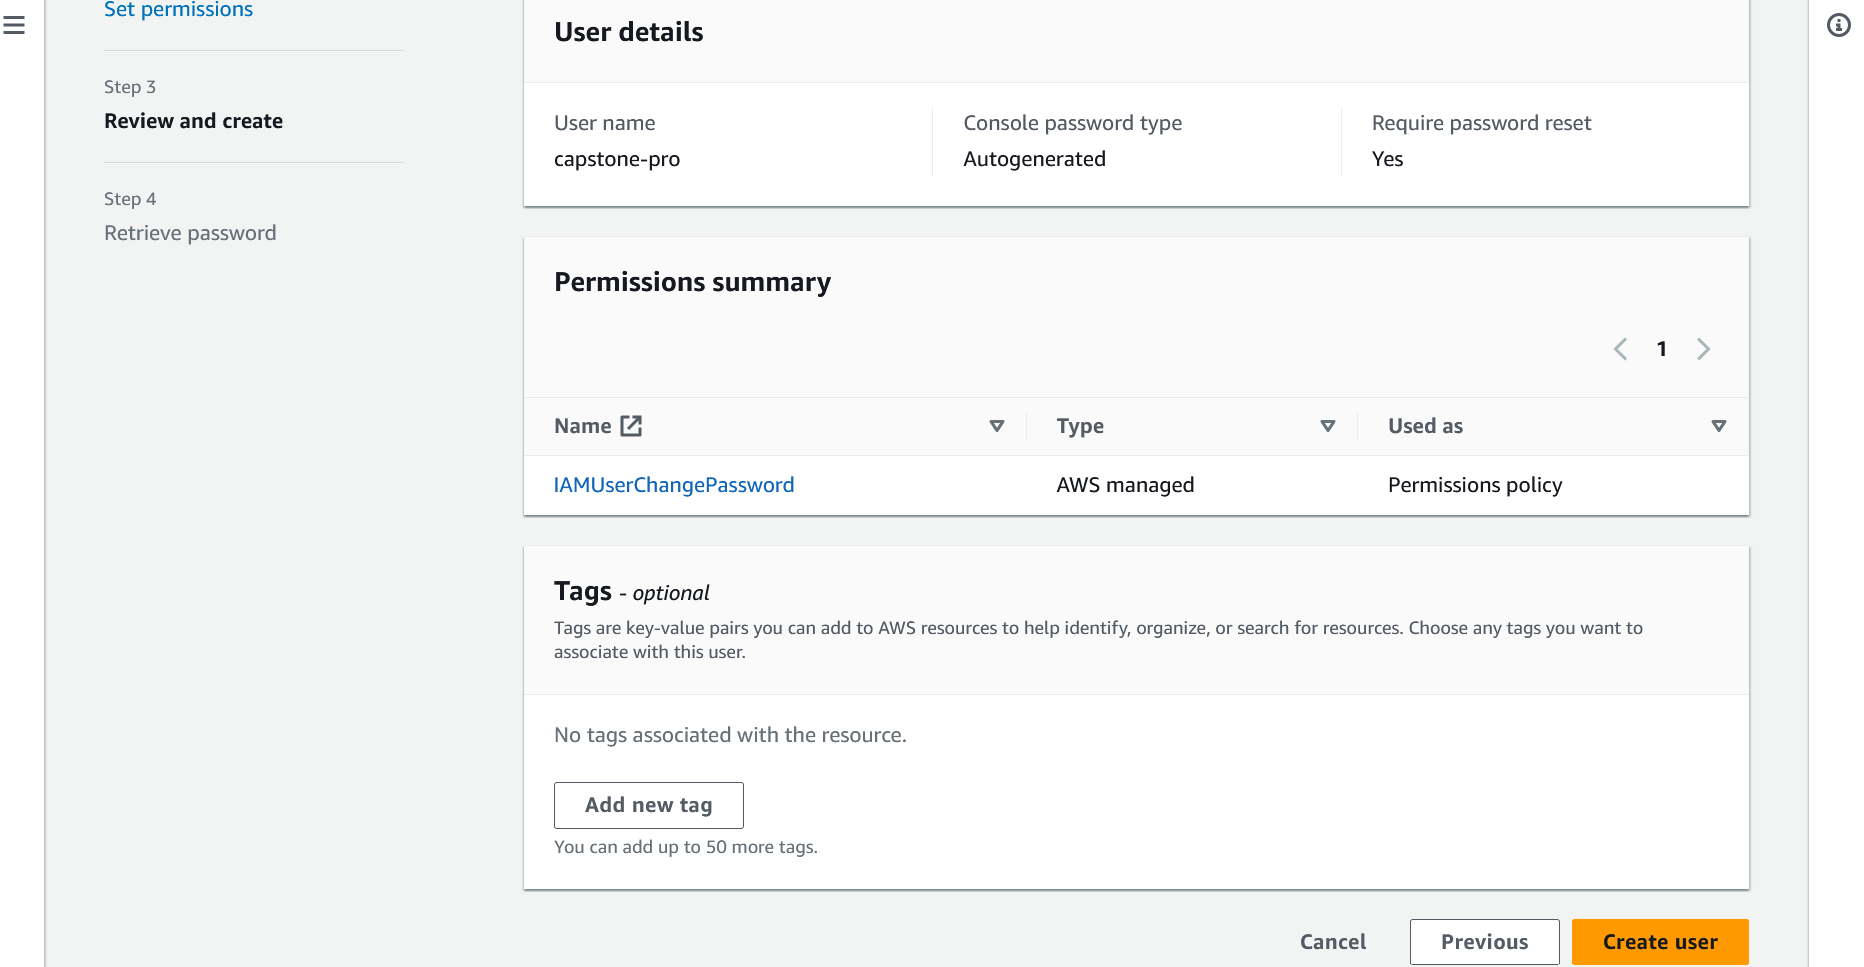 Set permissions
Step 3
Review and create
Step 4
Retrieve password
User details
User name
capstone-pro
Console password type
Autogenerated
Require password reset
Yes
Permissions summary
1
Name Type Used as
IAMUserChangePassword AWS managed Permissions policy
Tags - optional
Tags are key-value pairs you can add to AWS resources to help identify, organize, or search for resources. Choose any tags you want to
associate with this user.
No tags associated with the resource.
Add new tag
You can add up to 50 more tags.
Cancel Previous Create user